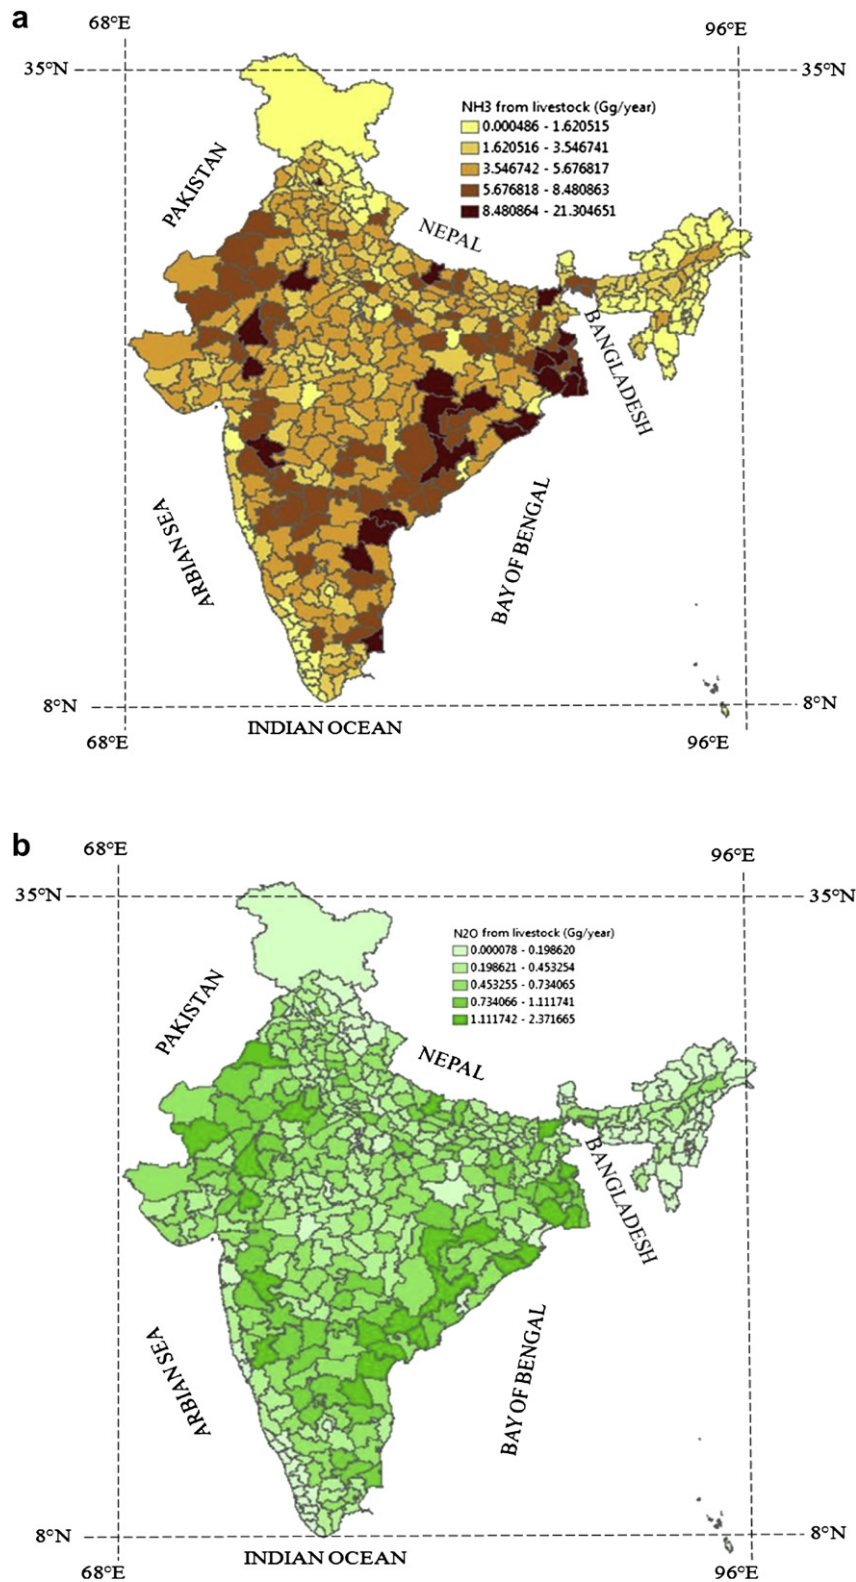 a
68°E
96°E
35°N
35°N
NH3 from livestock (Gg/year)
0.000486 - 1.620515
1.620516 - 3.546741
3.546742 - 5.676817
5.676818 - 8.480863
8.480864 - 21.304651
PAKISTAN
NEPAL
BANGLADESH
ARBIAN SEA
BAY OF BENGAL
8°N
8°N
INDIAN OCEAN
68°E
96°E
b
68°E
96°E
35°N
35°N
N2O from livestock (Gg/year)
0.000078 - 0.198620
0.198621 - 0.453254
0.453255 - 0.734065
0.734066 - 1.111741
1.111742 - 2.371665
PAKISTAN
NEPAL
BANGLADESH
ARBIAN SEA
BAY OF BENGAL
8°N
8°N
INDIAN OCEAN
68°E
96°E